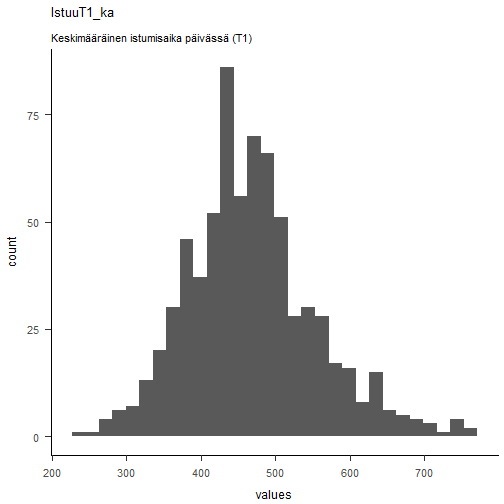 IstuuT1_ka
Keskimääräinen istumisaika päivässä (T1)
75
50
25
0
count
200 300 400 500 600 700
values